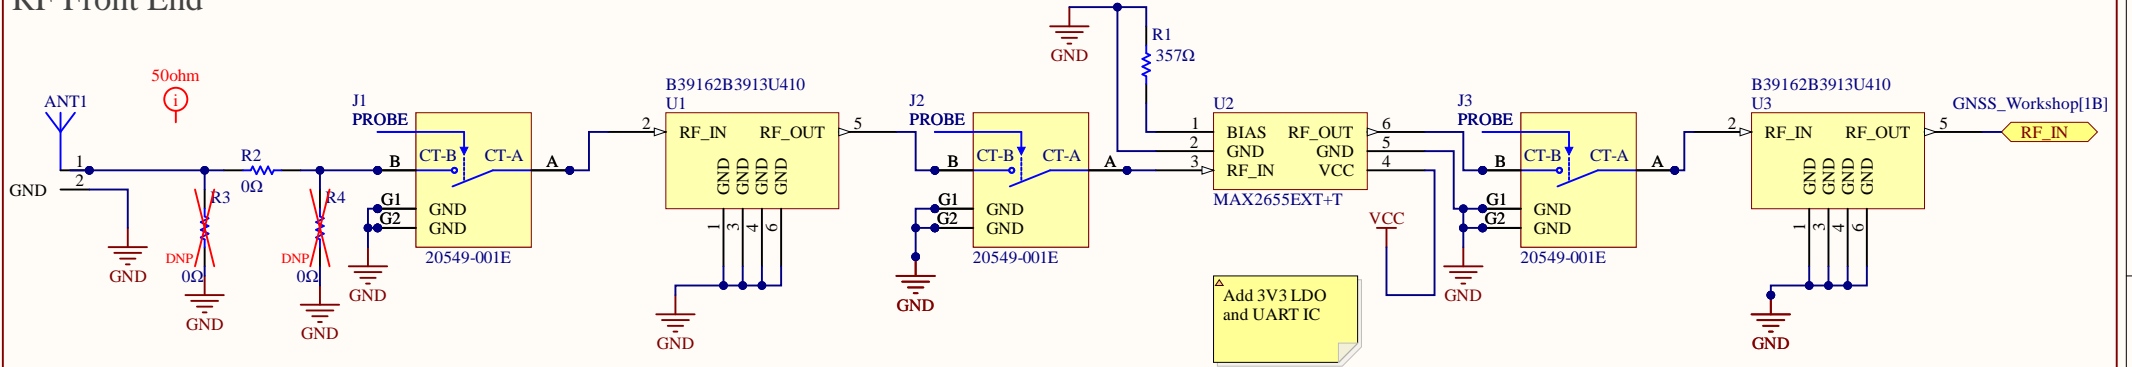 RF Front End
ANT1
1
2
GND
GND
50ohm
i
R3
DNP
0Ω
GND
R2
0Ω
R4
DNP
0Ω
GND
J1
PROBE
B
CT-B
CT-A
A
G1
GND
G2
GND
20549-001E
GND
B39162B3913U410
U1
2
RF_IN
RF_OUT
5
GND
GND
GND
GND
1
3
4
6
GND
J2
PROBE
B
CT-B
CT-A
A
G1
GND
G2
GND
20549-001E
GND
GND
R1
357Ω
U2
1
BIAS
RF_OUT
6
2
GND
GND
5
3
RF_IN
VCC
4
MAX2655EXT+T
VCC
Add 3V3 LDO
and UART IC
J3
PROBE
B
CT-B
CT-A
A
G1
GND
G2
GND
20549-001E
GND
B39162B3913U410
U3
2
RF_IN
RF_OUT
5
GND
GND
GND
GND
1
3
4
6
GND
GNSS_Workshop[1B]
RF_IN